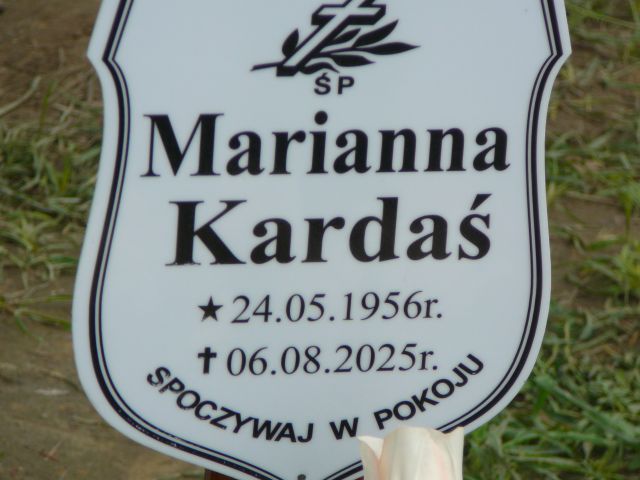 ŚP
Marianna
Kardaś
★ 24.05.1956r.
✝ 06.08.2025r.
SPOCZYWAJ W POKOJU